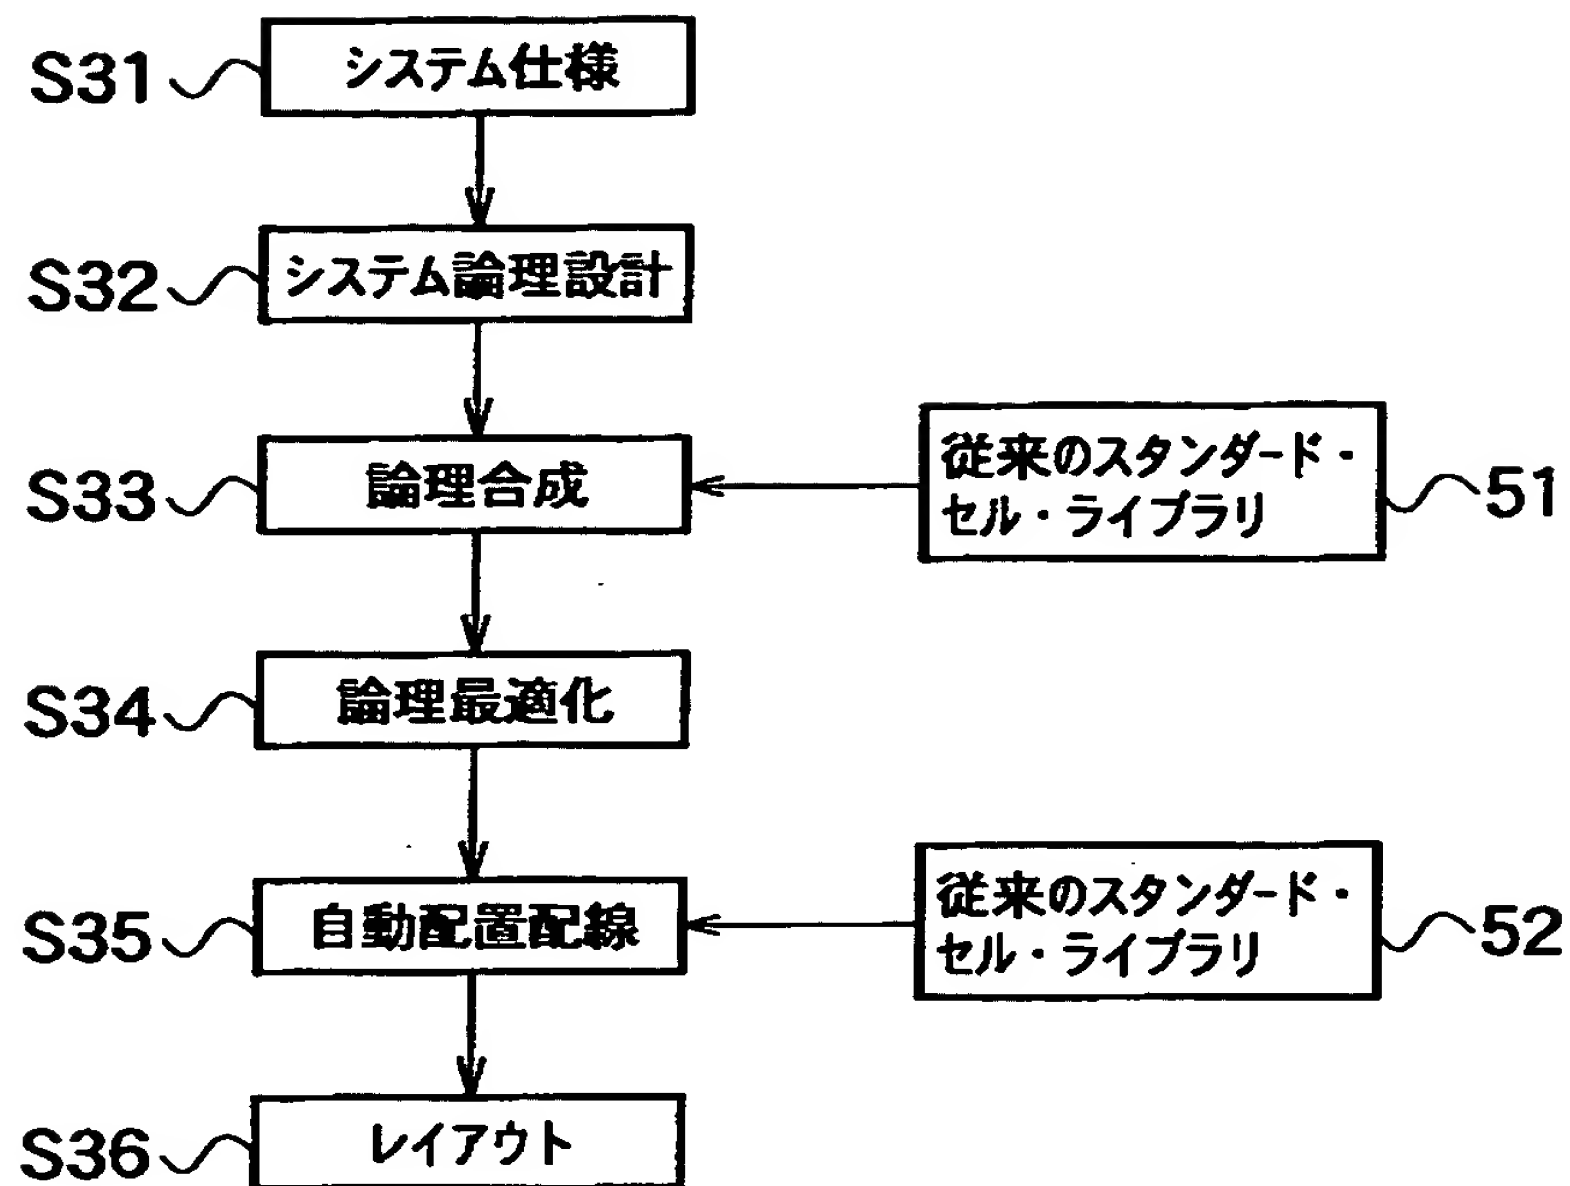 S31
システム仕様
S32
システム論理設計
S33
論理合成
従来のスタンダード・
セル・ライブラリ
51
S34
論理最適化
S35
自動配置配線
従来のスタンダード・
セル・ライブラリ
52
S36
レイアウト